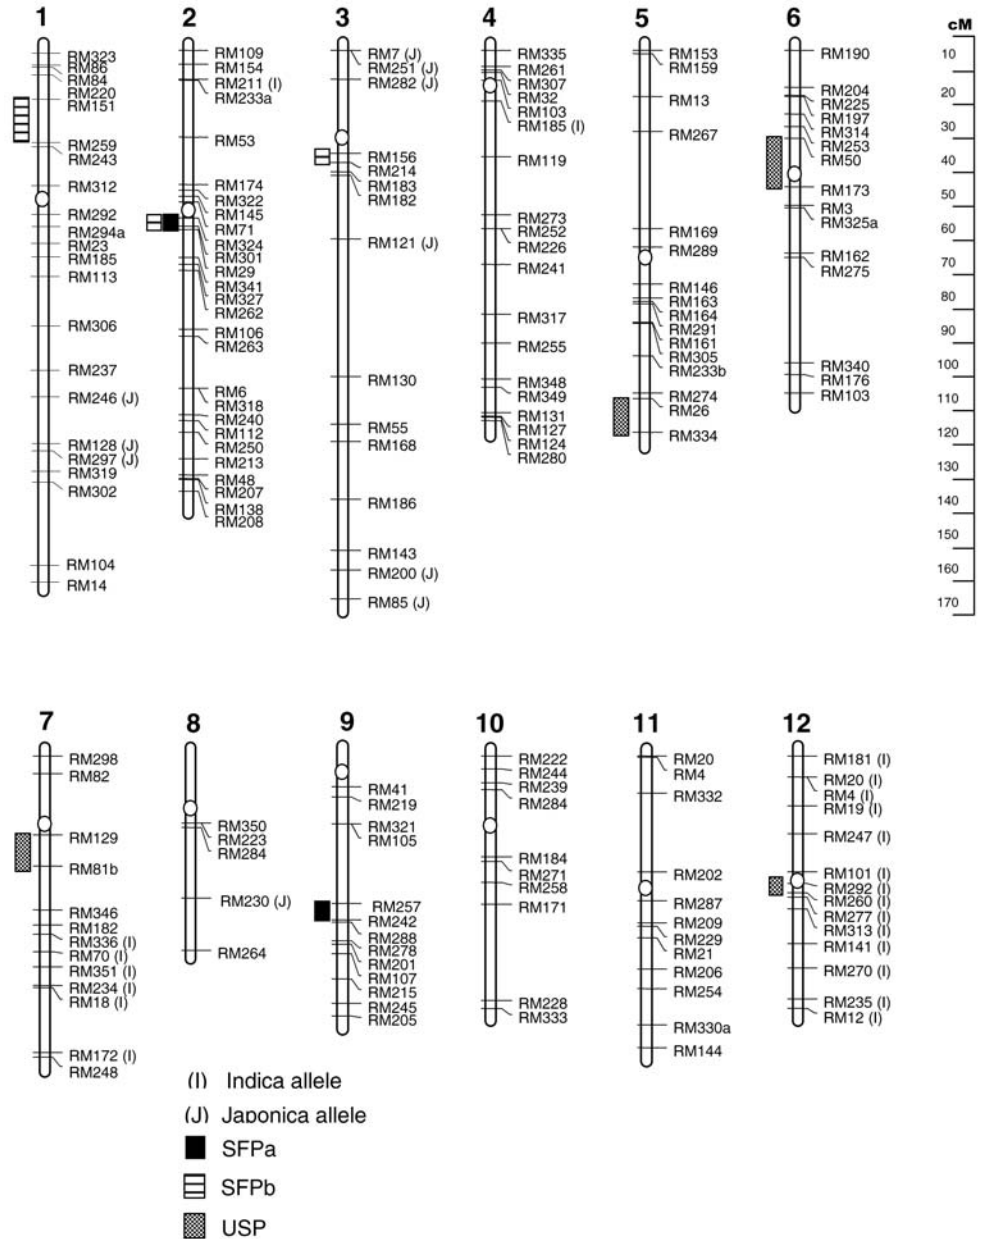 1
RM323
RM86
RM84
RM220
RM151
RM259
RM243
RM312
RM292
RM294a
RM23
RM185
RM113
RM306
RM237
RM246 (J)
RM128 (J)
RM297 (J)
RM319
RM302
RM104
RM14
2
RM109
RM154
RM211 (I)
RM233a
RM53
RM174
RM322
RM145
RM71
RM324
RM301
RM29
RM341
RM327
RM262
RM106
RM263
RM6
RM318
RM240
RM112
RM250
RM213
RM48
RM207
RM138
RM208
3
RM7 (J)
RM251 (J)
RM282 (J)
RM156
RM214
RM183
RM182
RM121 (J)
RM130
RM55
RM168
RM186
RM143
RM200 (J)
RM85 (J)
4
RM335
RM261
RM307
RM32
RM103
RM185 (I)
RM119
RM273
RM252
RM226
RM241
RM317
RM255
RM348
RM349
RM131
RM127
RM124
RM280
5
RM153
RM159
RM13
RM267
RM169
RM289
RM146
RM163
RM164
RM291
RM161
RM305
RM233b
RM274
RM26
RM334
6
RM190
RM204
RM225
RM197
RM314
RM253
RM50
RM173
RM3
RM325a
RM162
RM275
RM340
RM176
RM103
cM
10
20
30
40
50
60
70
80
90
100
110
120
130
140
150
160
170
7
RM298
RM82
RM129
RM81b
RM346
RM182
RM336 (I)
RM70 (I)
RM351 (I)
RM234 (I)
RM18 (I)
RM172 (I)
RM248
8
RM350
RM223
RM284
RM230 (J)
RM264
9
RM41
RM219
RM321
RM105
RM257
RM242
RM288
RM278
RM201
RM107
RM215
RM245
RM205
10
RM222
RM244
RM239
RM284
RM184
RM271
RM258
RM171
RM228
RM333
11
RM20
RM4
RM332
RM202
RM287
RM209
RM229
RM21
RM206
RM254
RM330a
RM144
12
RM181 (I)
RM20 (I)
RM4 (I)
RM19 (I)
RM247 (I)
RM101 (I)
RM292 (I)
RM260 (I)
RM277 (I)
RM313 (I)
RM141 (I)
RM270 (I)
RM235 (I)
RM12 (I)
(I) Indica allele
(J) Japonica allele
SFPa
SFPb
USP